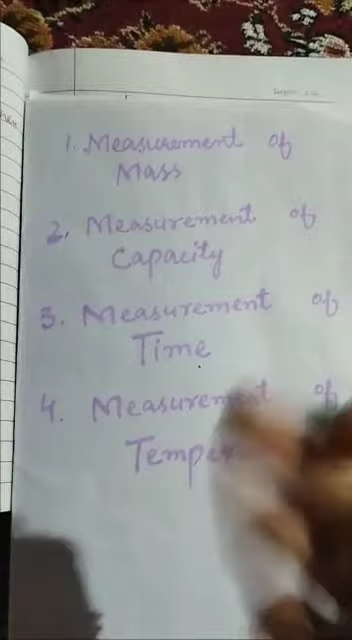 1. Measurement of
Mass
2. Measurement of
Capacity
3. Measurement of
Time
4. Measurement of